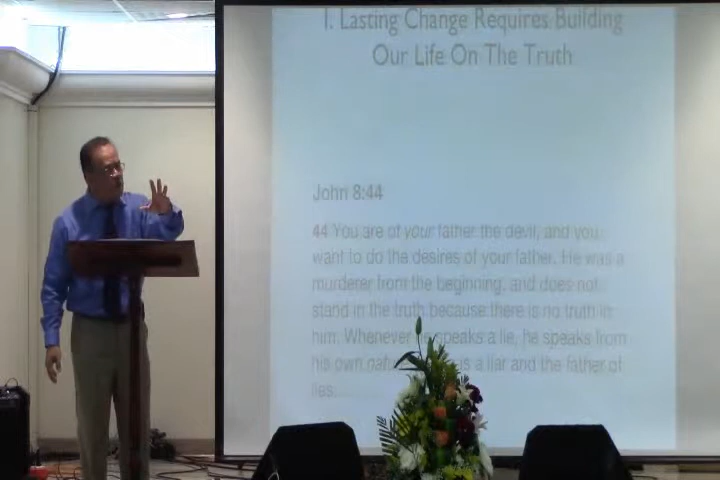 1. Lasting Change Requires Building
Our Life On The Truth
John 8:44
44 You are of your father the devil, and you
want to do the desires of your father. He was a
murderer from the beginning, and does not
stand in the truth because there is no truth in
him. Whenever he speaks a lie, he speaks from
his own is a liar and the father of
lies.